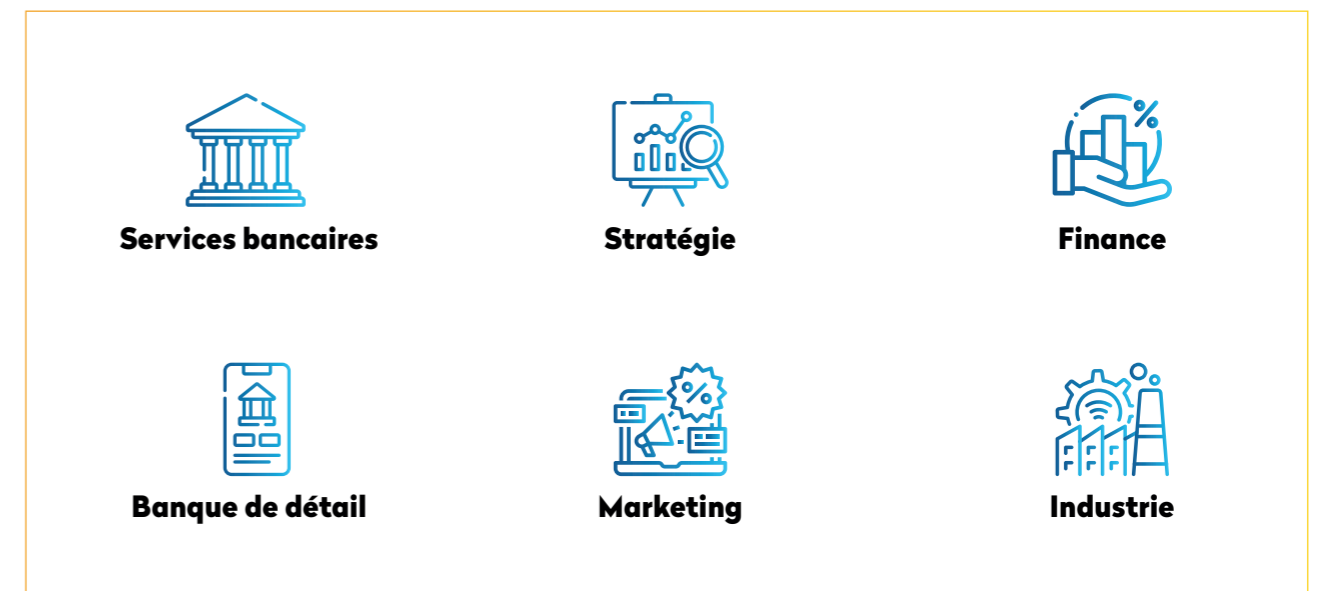 Services bancaires
Stratégie
Finance
Banque de détail
Marketing
Industrie